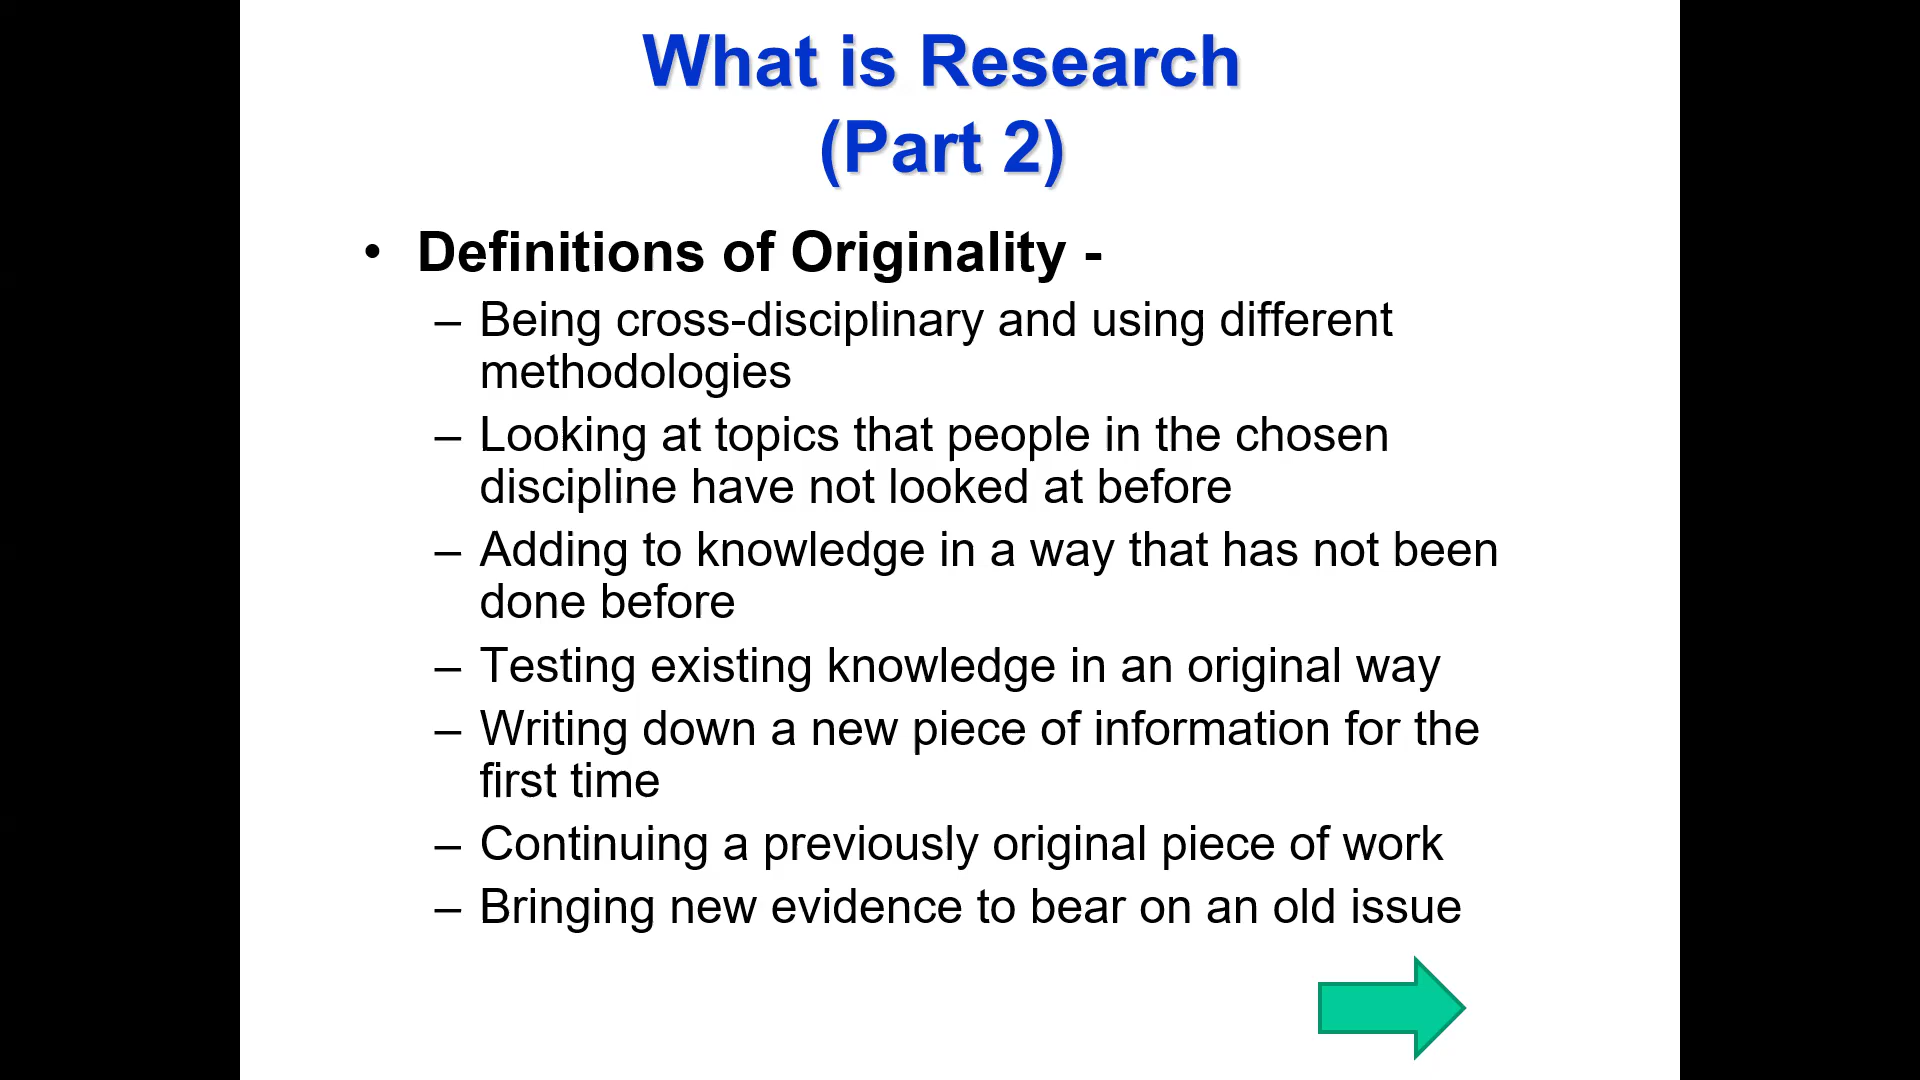 What is Research
(Part 2)
• Definitions of Originality -
– Being cross-disciplinary and using different
methodologies
– Looking at topics that people in the chosen
discipline have not looked at before
– Adding to knowledge in a way that has not been
done before
– Testing existing knowledge in an original way
– Writing down a new piece of information for the
first time
– Continuing a previously original piece of work
– Bringing new evidence to bear on an old issue